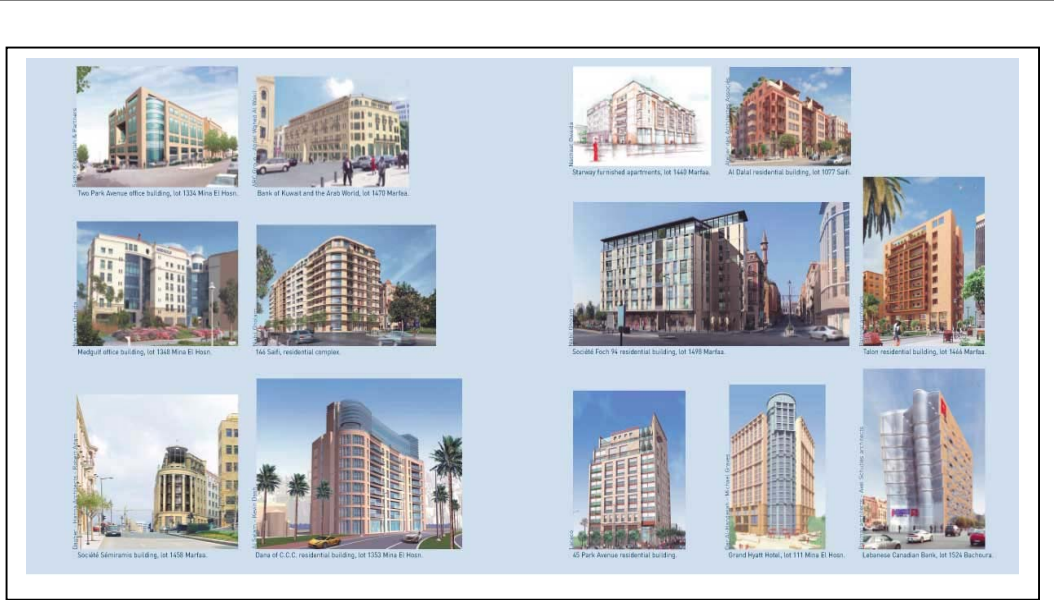 Two Park Avenue office building, lot 1334 Mina El Hosn.
Bank of Kuwait and the Arab World, lot 1470 Marfaa.
Starway furnished apartments, lot 1440 Marfaa.
Al Dalal residential building, lot 1077 Saifi.
Medgulf office building, lot 1348 Mina El Hosn.
144 Saifi, residential complex.
Société Foch 94 residential building, lot 1498 Marfaa.
Talon residential building, lot 1466 Marfaa.
Société Sémiramis building, lot 1458 Marfaa.
Dana of C.C.C. residential building, lot 1353 Mina El Hosn.
45 Park Avenue residential building.
Grand Hyatt Hotel, lot 111 Mina El Hosn.
Lebanese Canadian Bank, lot 1524 Bachoura.